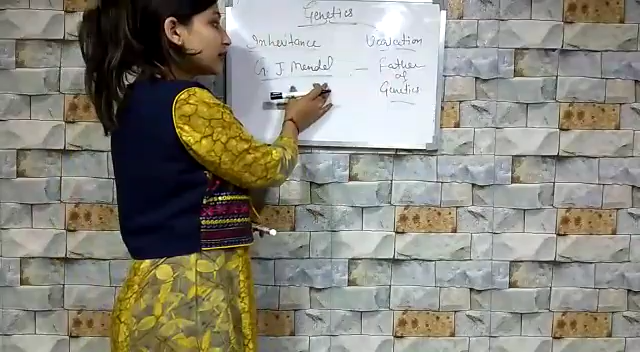 Genetics
Inheritance Variation
G. J. Mendel — Father
of
Genetics